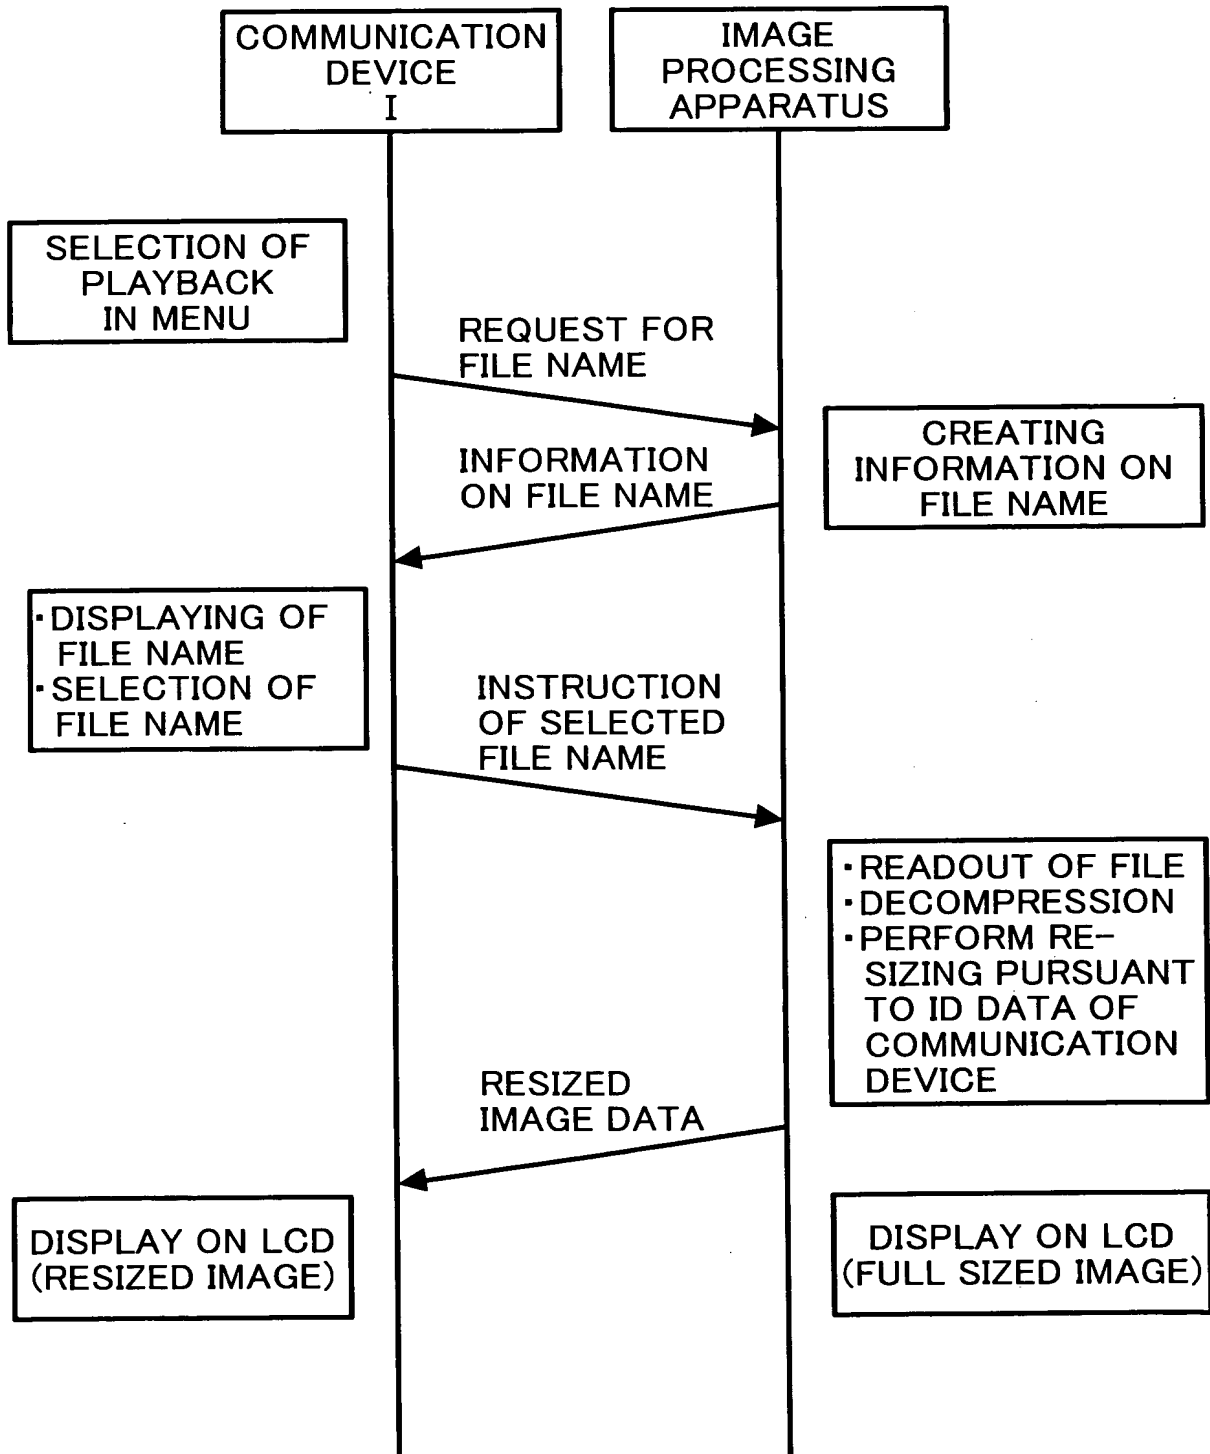 COMMUNICATION
DEVICE
I
IMAGE
PROCESSING
APPARATUS
SELECTION OF
PLAYBACK
IN MENU
REQUEST FOR
FILE NAME
CREATING
INFORMATION ON
FILE NAME
INFORMATION
ON FILE NAME
·DISPLAYING OF
FILE NAME
·SELECTION OF
FILE NAME
INSTRUCTION
OF SELECTED
FILE NAME
·READOUT OF FILE
·DECOMPRESSION
·PERFORM RE-
SIZING PURSUANT
TO ID DATA OF
COMMUNICATION
DEVICE
RESIZED
IMAGE DATA
DISPLAY ON LCD
(RESIZED IMAGE)
DISPLAY ON LCD
(FULL SIZED IMAGE)